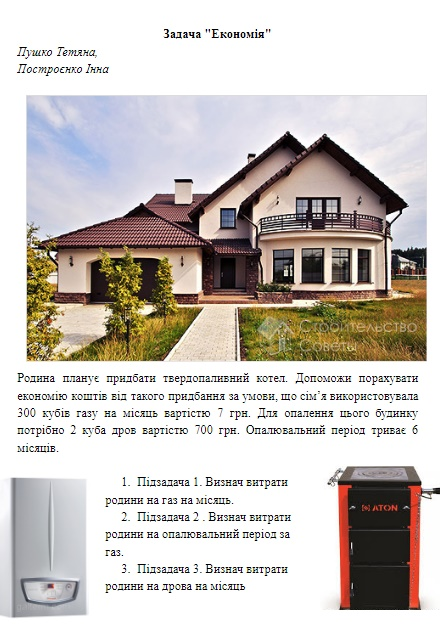 Задача "Економія"
Пушко Тетяна,
Построєнко Інна
Строительство
Советы
Родина планує придбати твердопаливний котел. Допоможи порахувати
економію коштів від такого придбання за умови, що сім’я використовувала
300 кубів газу на місяць вартістю 7 грн. Для опалення цього будинку
потрібно 2 куба дров вартістю 700 грн. Опалювальний період триває 6
місяців.
1. Підзадача 1. Визнач витрати
родини на газ на місяць.
2. Підзадача 2 . Визнач витрати
родини на опалювальний період за
газ.
3. Підзадача 3. Визнач витрати
родини на дрова на місяць
ATON